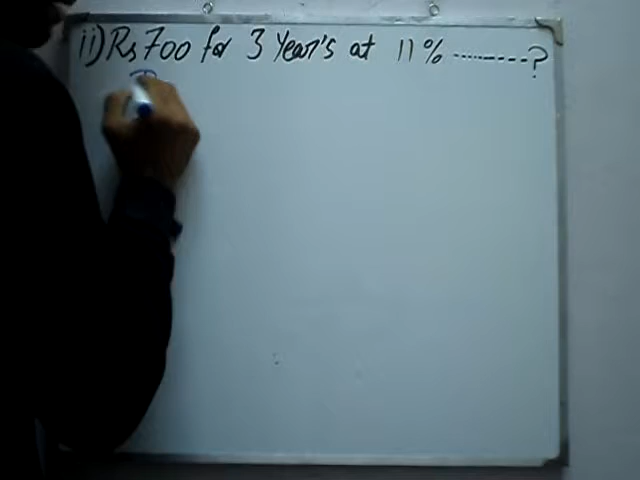 ii) Rs 700 for 3 Year's at 11% ---------?